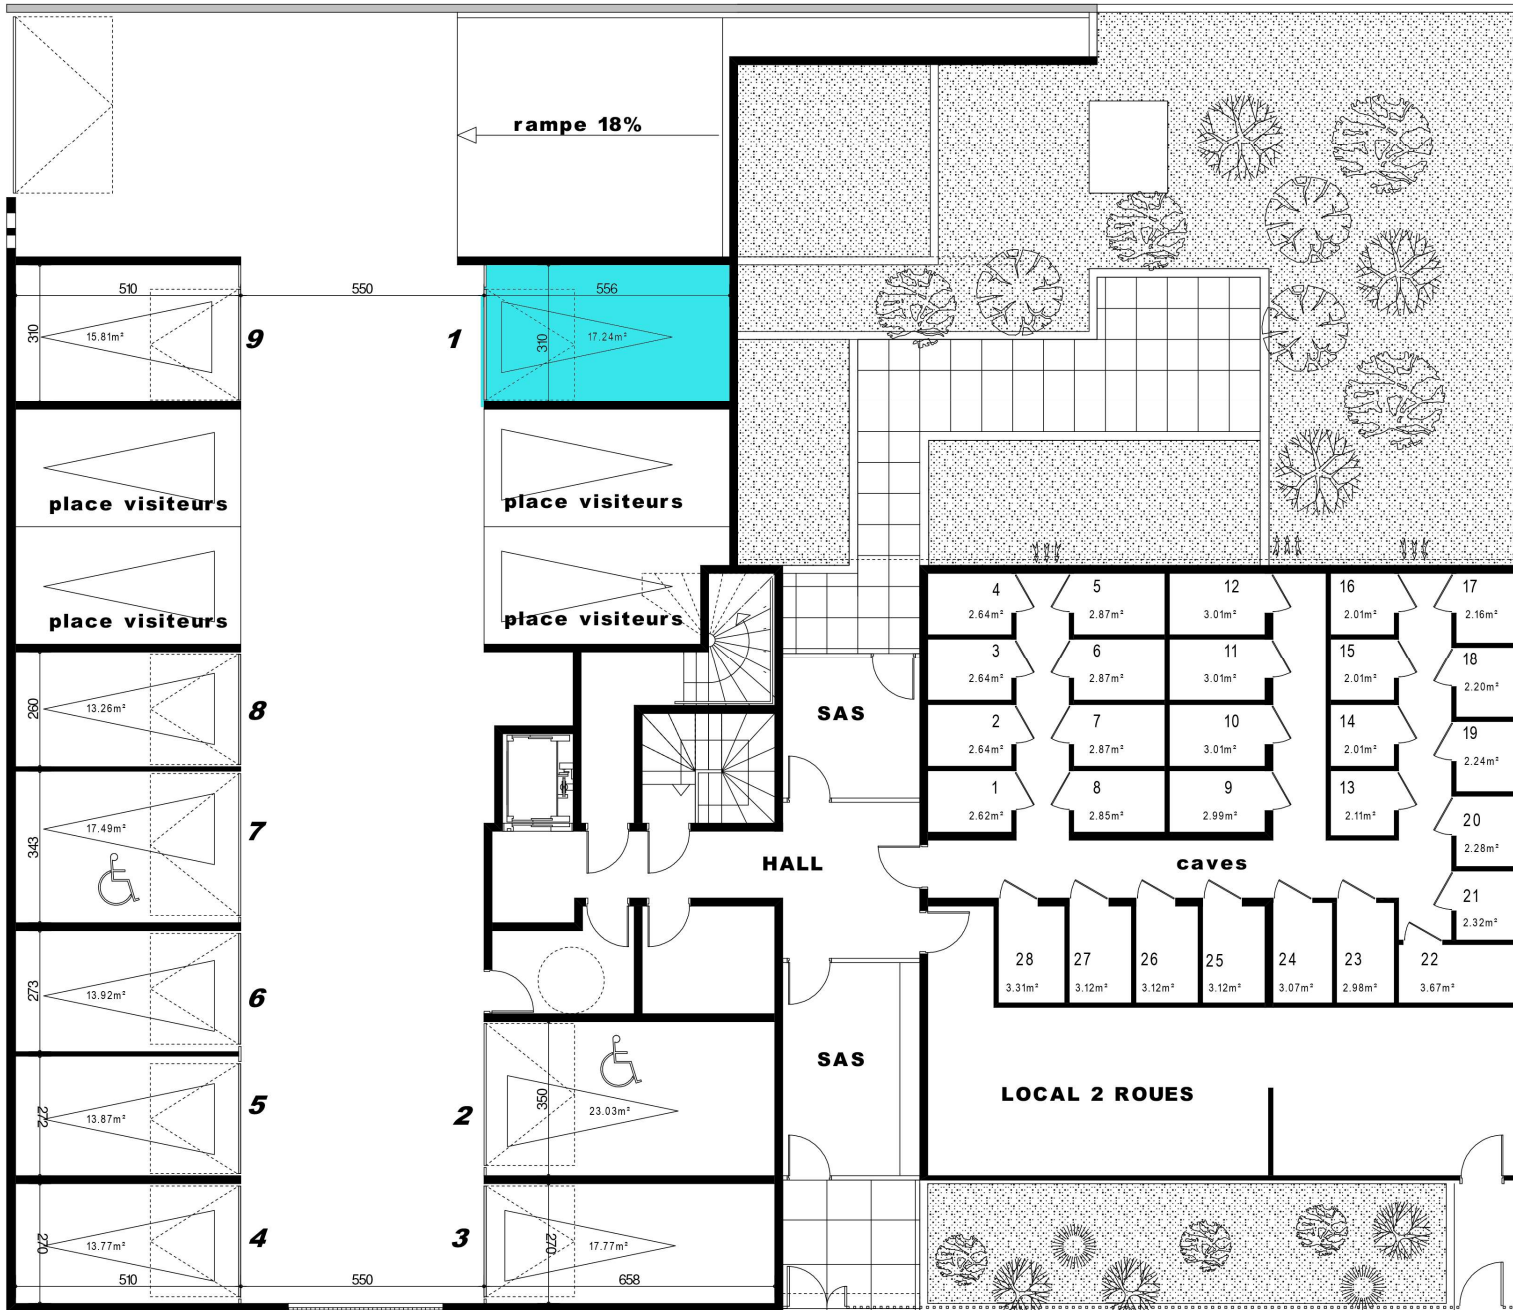 rampe 18%
510
550
556
310
15.81m²
9
1
310
17.24m²
place visiteurs
place visiteurs
place visiteurs
place visiteurs
260
13.26m²
8
343
17.49m²
7
273
13.92m²
6
272
13.87m²
5
2
350
23.03m²
270
13.77m²
4
3
270
17.77m²
510
550
658
SAS
HALL
SAS
caves
LOCAL 2 ROUES
4
2.64m²
5
2.87m²
12
3.01m²
16
2.01m²
17
2.16m²
3
2.64m²
6
2.87m²
11
3.01m²
15
2.01m²
18
2.20m²
2
2.64m²
7
2.87m²
10
3.01m²
14
2.01m²
19
2.24m²
1
2.62m²
8
2.85m²
9
2.99m²
13
2.11m²
20
2.28m²
21
2.32m²
28
3.31m²
27
3.12m²
26
3.12m²
25
3.12m²
24
3.07m²
23
2.98m²
22
3.67m²